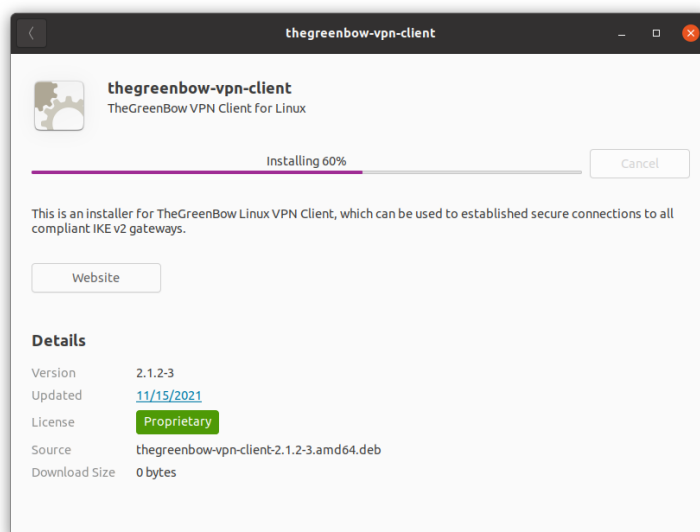 thegreenbow-vpn-client
thegreenbow-vpn-client
TheGreenBow VPN Client for Linux
Installing 60%
Cancel
This is an installer for TheGreenBow Linux VPN Client, which can be used to established secure connections to all
compliant IKE v2 gateways.
Website
Details
Version 2.1.2-3
Updated 11/15/2021
License Proprietary
Source thegreenbow-vpn-client-2.1.2-3.amd64.deb
Download Size 0 bytes